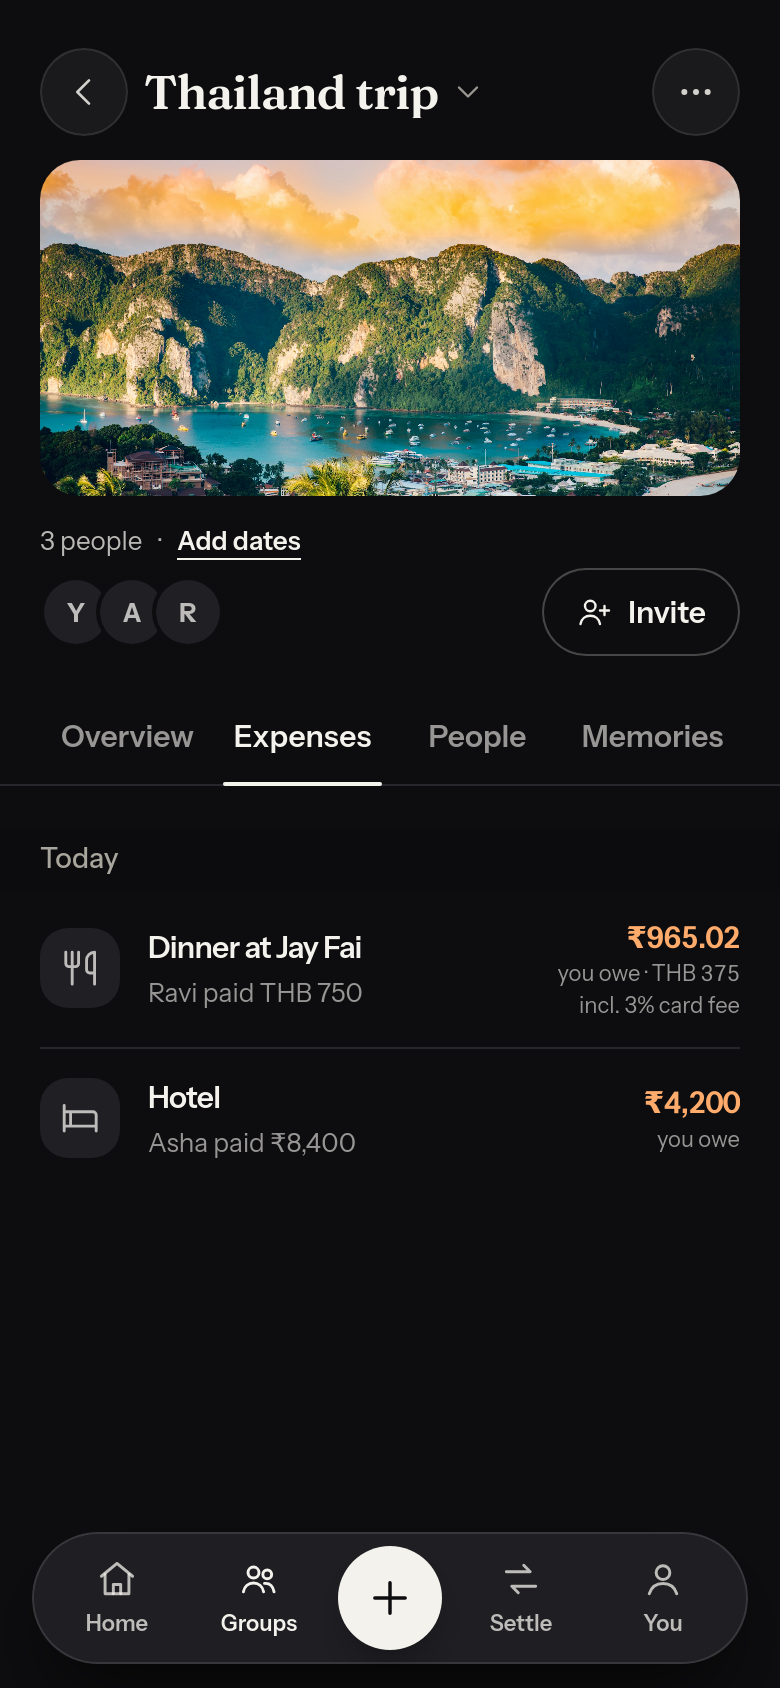 Thailand trip
3 people · Add dates
Y A R
Invite
Overview Expenses People Memories
Today
Dinner at Jay Fai
Ravi paid THB 750
₹965.02
you owe · THB 375
incl. 3% card fee
Hotel
Asha paid ₹8,400
₹4,200
you owe
Home Groups Settle You